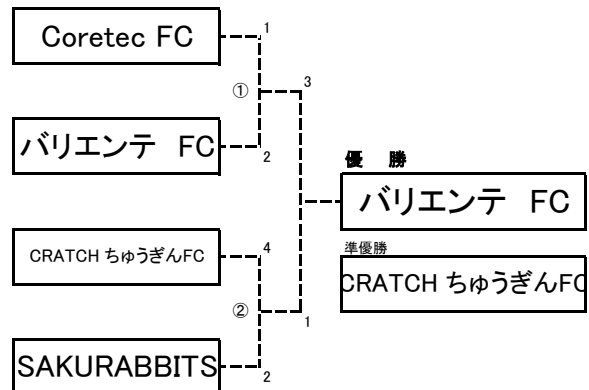 Coretec FC
1
①
3
バリエンテ　FC
2
優　勝
バリエンテ　FC
CRATCH ちゅうぎんFC
4
準優勝
CRATCH ちゅうぎんFC
②
1
SAKURABBITS
2